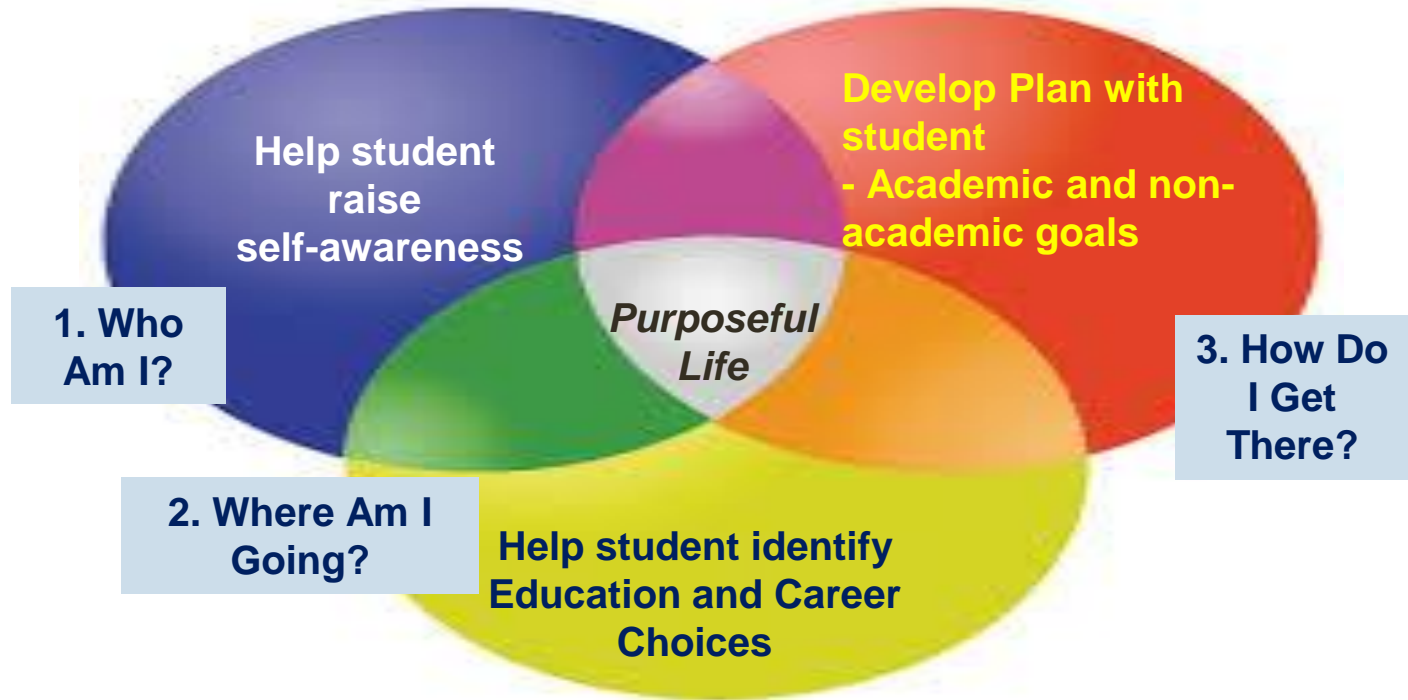 Help student
raise
self-awareness
Develop Plan with
student
- Academic and non-
academic goals
1. Who
Am I?
Purposeful
Life
3. How Do
I Get
There?
2. Where Am I
Going?
Help student identify
Education and Career
Choices